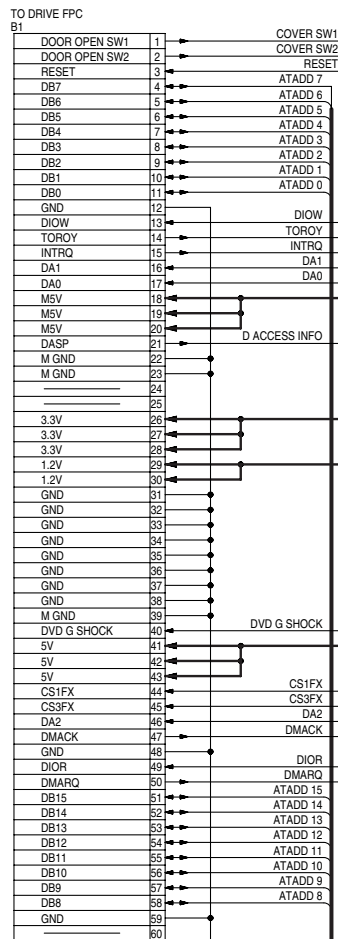 TO DRIVE FPC
B1
DOOR OPEN SW1 1 COVER SW1
DOOR OPEN SW2 2 COVER SW2
RESET 3 RESET
DB7 4 ATADD 7
DB6 5 ATADD 6
DB5 6 ATADD 5
DB4 7 ATADD 4
DB3 8 ATADD 3
DB2 9 ATADD 2
DB1 10 ATADD 1
DB0 11 ATADD 0
GND 12
DIOW 13 DIOW
TOROY 14 TOROY
INTRQ 15 INTRQ
DA1 16 DA1
DA0 17 DA0
M5V 18
M5V 19
M5V 20
DASP 21 D ACCESS INFO
M GND 22
M GND 23
24
25
3.3V 26
3.3V 27
3.3V 28
1.2V 29
1.2V 30
GND 31
GND 32
GND 33
GND 34
GND 35
GND 36
GND 37
GND 38
M GND 39
DVD G SHOCK 40 DVD G SHOCK
5V 41
5V 42
5V 43
CS1FX 44 CS1FX
CS3FX 45 CS3FX
DA2 46 DA2
DMACK 47 DMACK
GND 48
DIOR 49 DIOR
DMARQ 50 DMARQ
DB15 51 ATADD 15
DB14 52 ATADD 14
DB13 53 ATADD 13
DB12 54 ATADD 12
DB11 55 ATADD 11
DB10 56 ATADD 10
DB9 57 ATADD 9
DB8 58 ATADD 8
GND 59
60